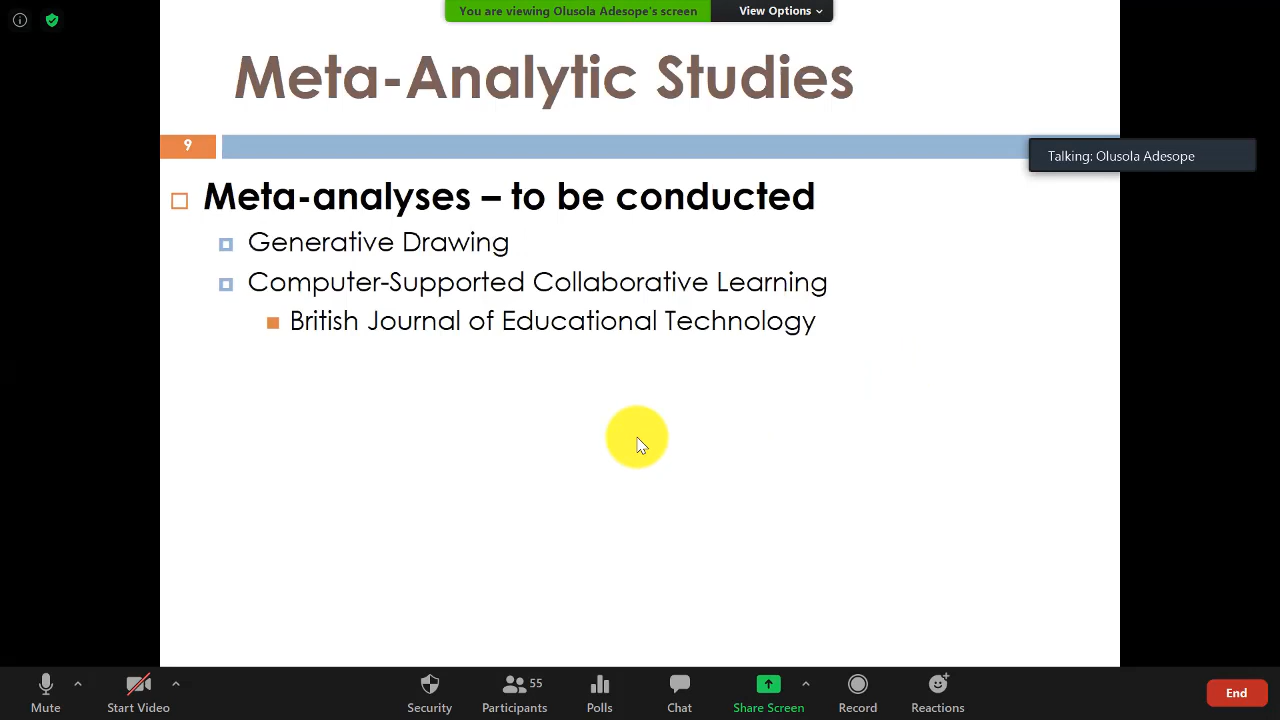 You are viewing Olusola Adesope's screen
View Options
Meta-Analytic Studies
9
Talking: Olusola Adesope
Meta-analyses – to be conducted
Generative Drawing
Computer-Supported Collaborative Learning
British Journal of Educational Technology
Mute
Start Video
Security
Participants
55
Polls
Chat
Share Screen
Record
Reactions
End